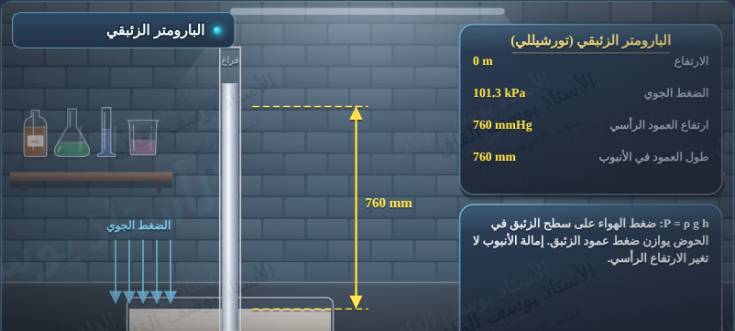 البارومتر الزئبقي
فراغ
الضغط الجوي
760 mm
البارومتر الزئبقي (تورشيللي)
الارتفاع 0 m
الضغط الجوي 101.3 kPa
ارتفاع العمود الرأسي 760 mmHg
طول العمود في الأنبوب 760 mm
P = ρ g h: ضغط الهواء على سطح الزئبق في
الحوض يوازن ضغط عمود الزئبق. إمالة الأنبوب لا
تغير الارتفاع الرأسي.